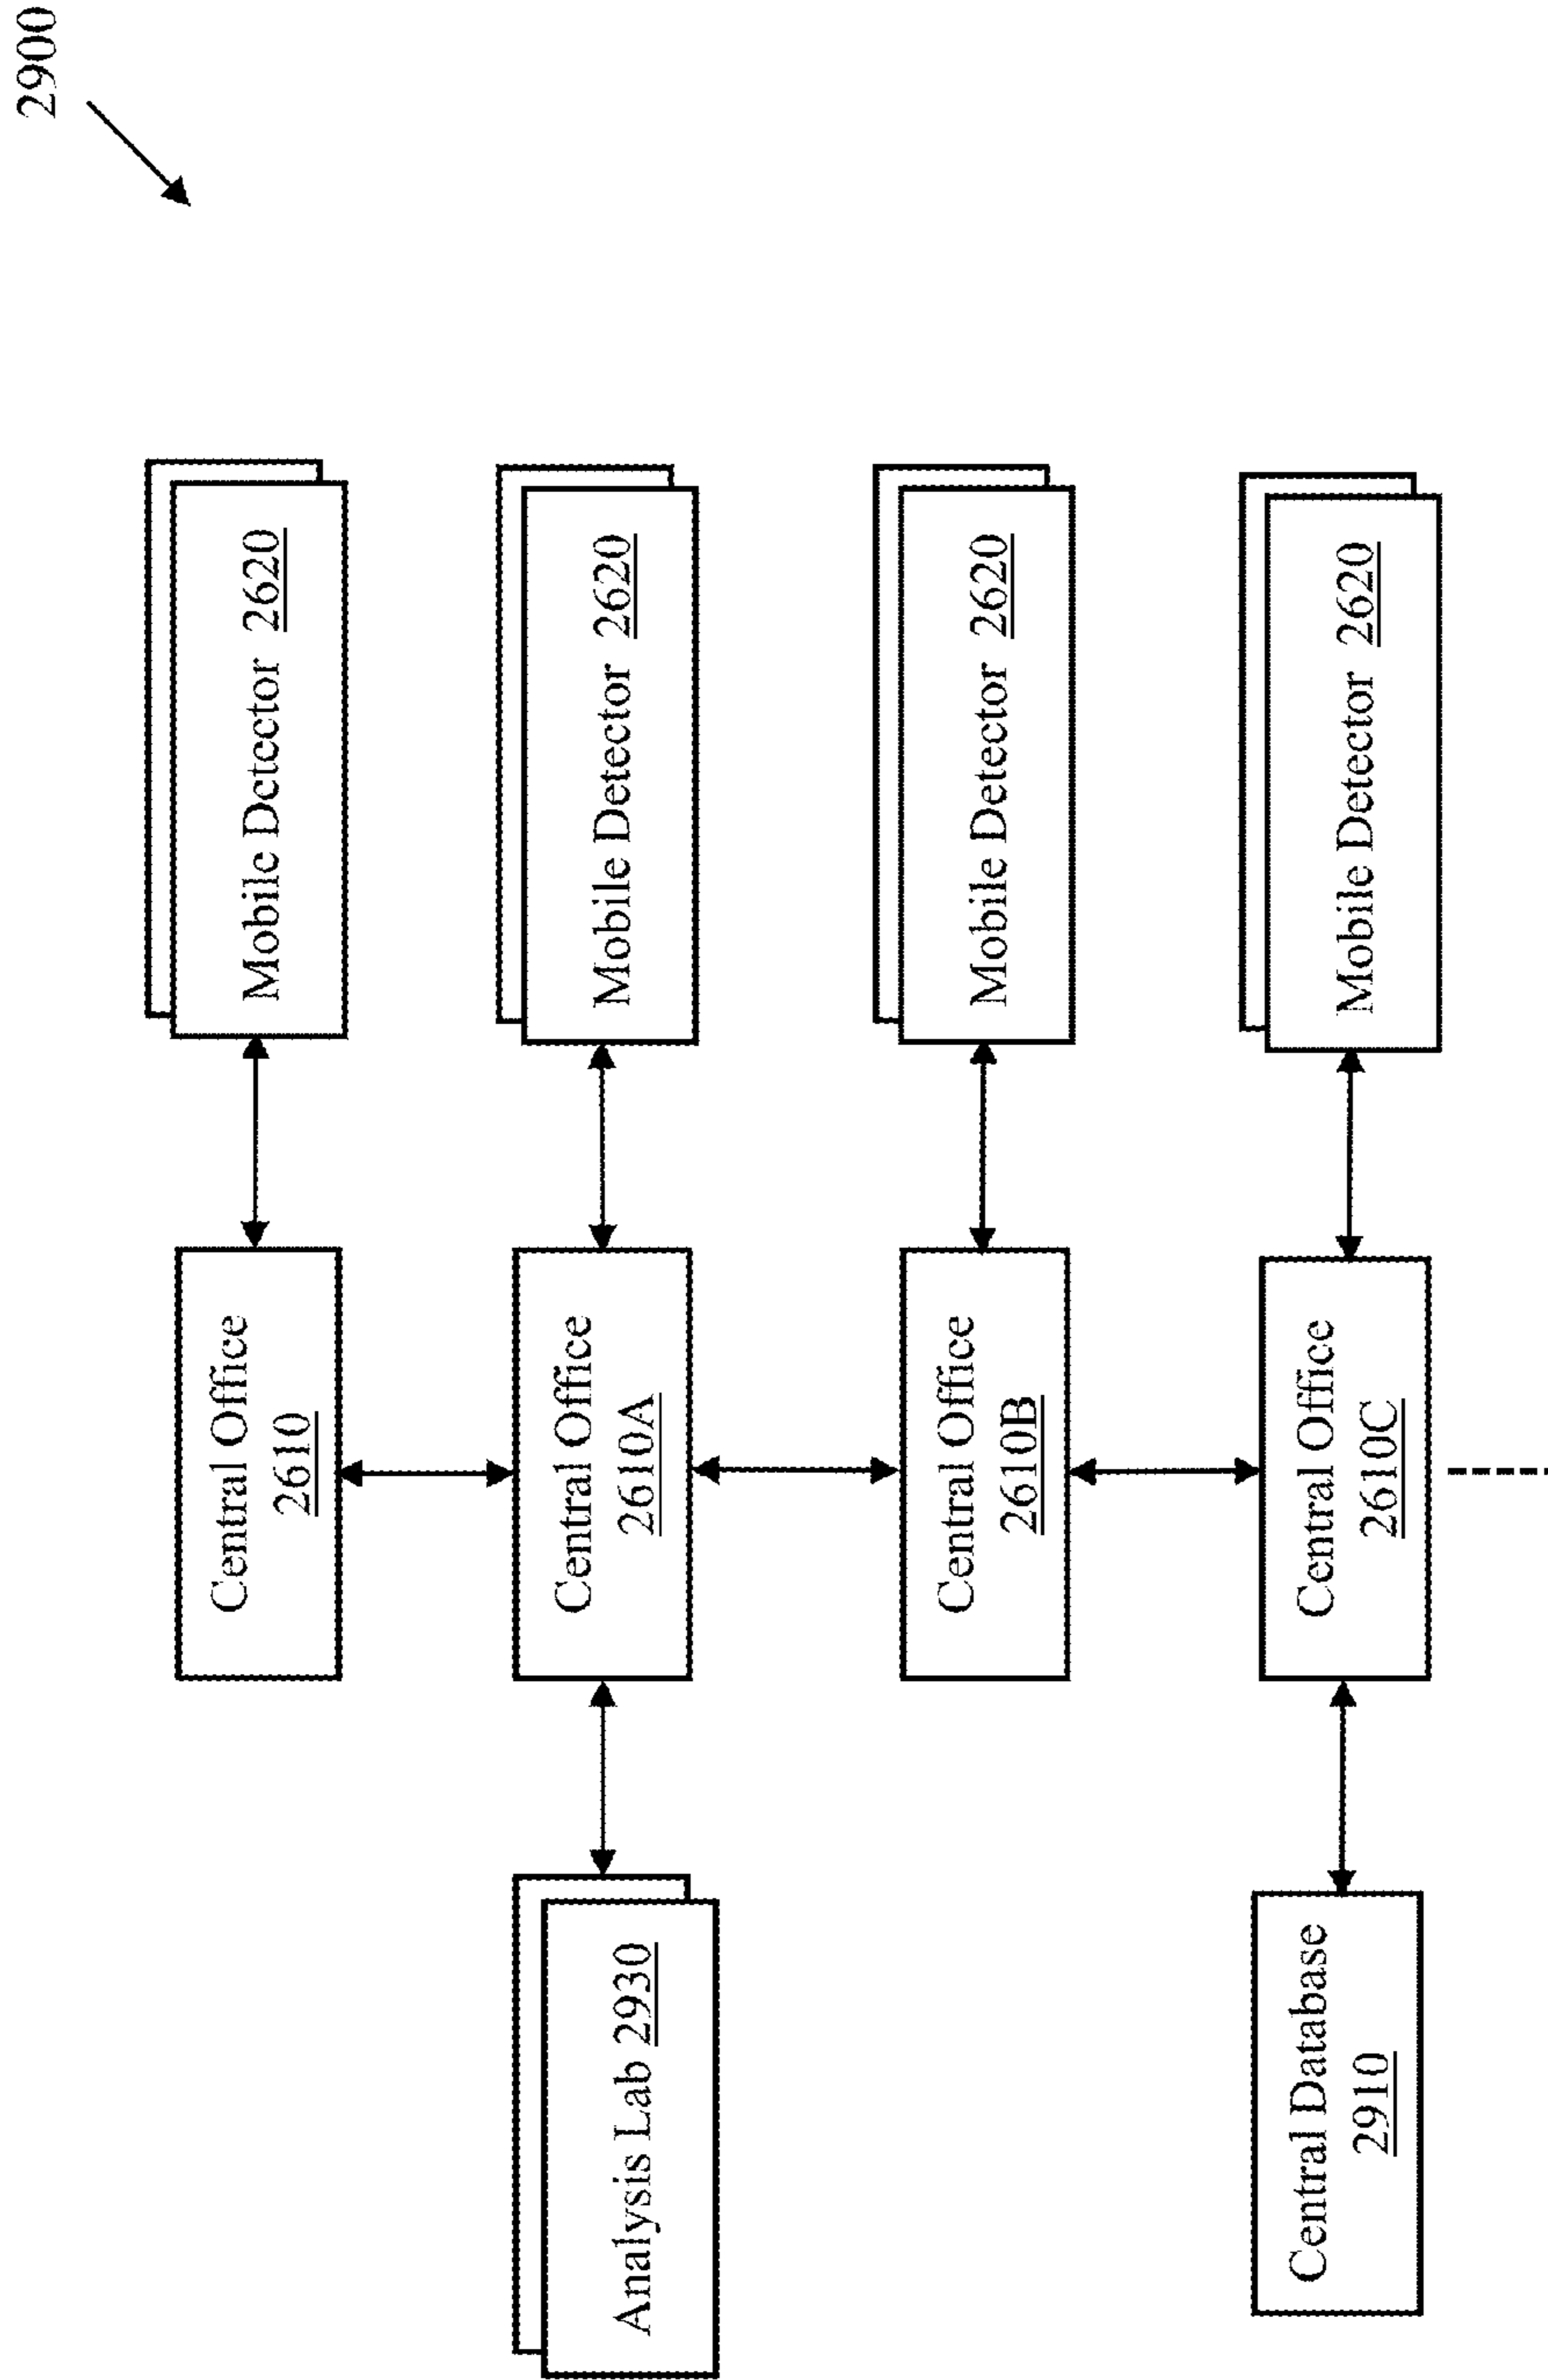 2900
Central Office
2610
Mobile Detector 2620
Analysis Lab 2930
Central Office
2610A
Mobile Detector 2620
Central Office
2610B
Mobile Detector 2620
Central Database
2910
Central Office
2610C
Mobile Detector 2620